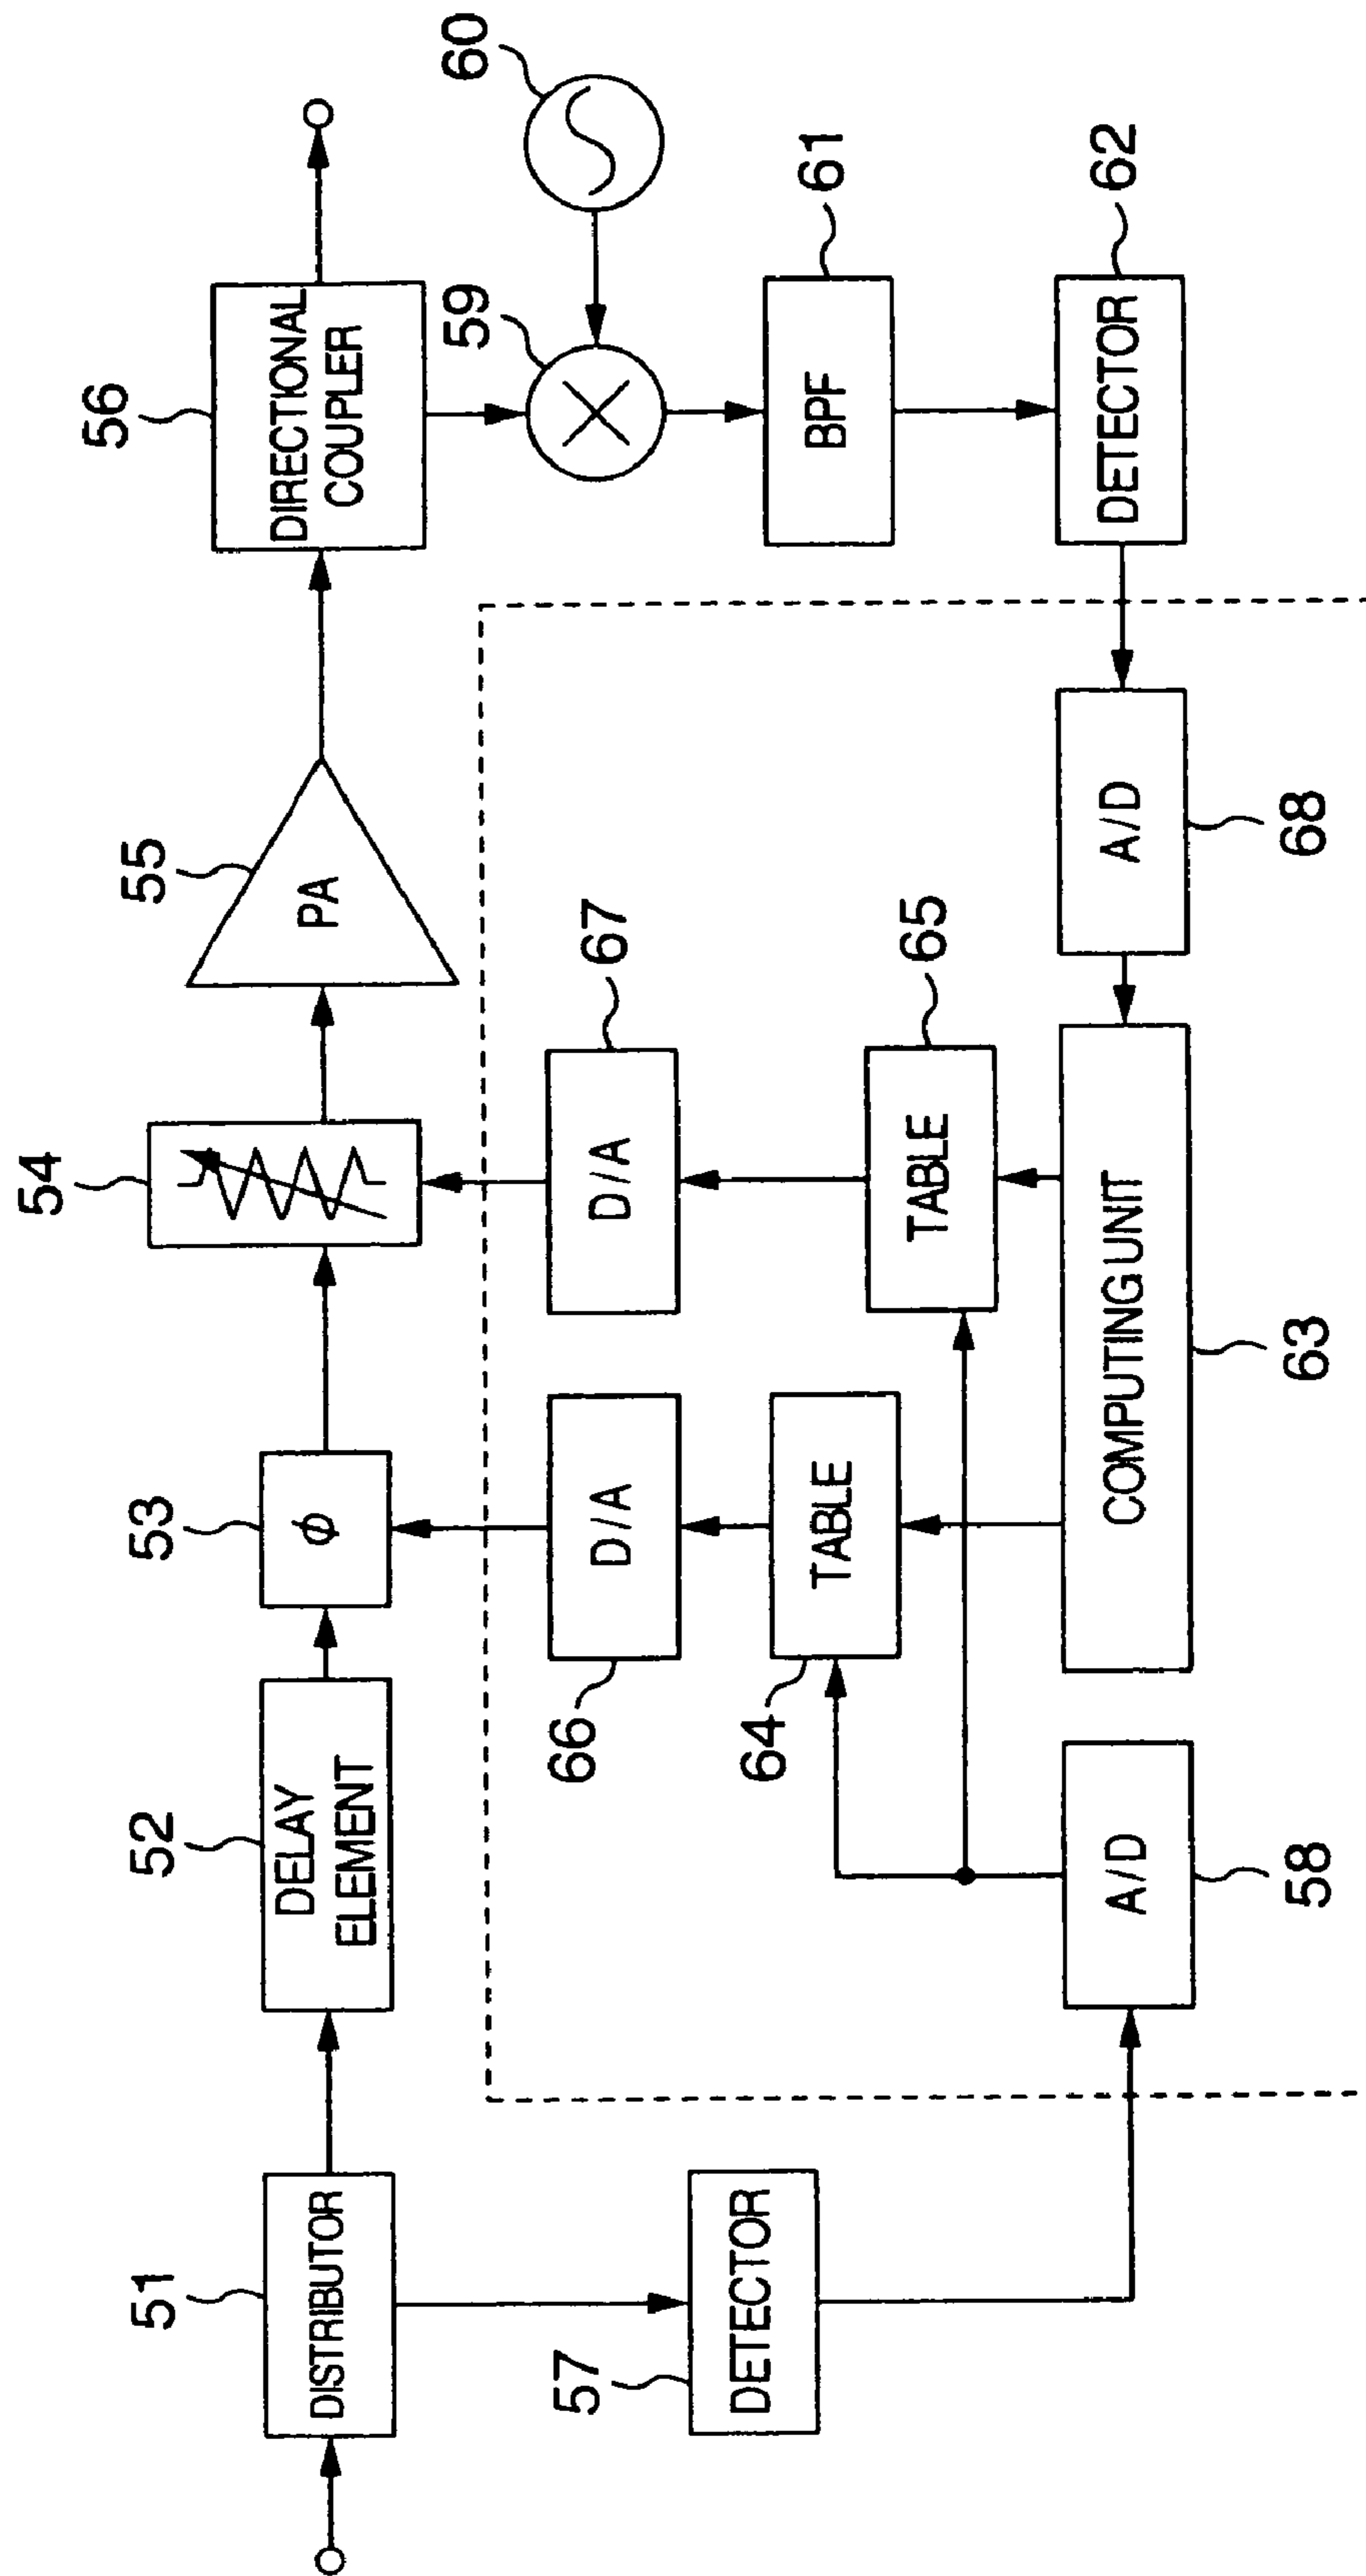 51
DISTRIBUTOR
52
DELAY
ELEMENT
53
ϕ
54
55
PA
56
DIRECTIONAL
COUPLER
57
DETECTOR
66
D/A
67
D/A
59
60
64
TABLE
65
TABLE
BPF
61
A/D
58
COMPUTING UNIT
63
A/D
68
DETECTOR
62